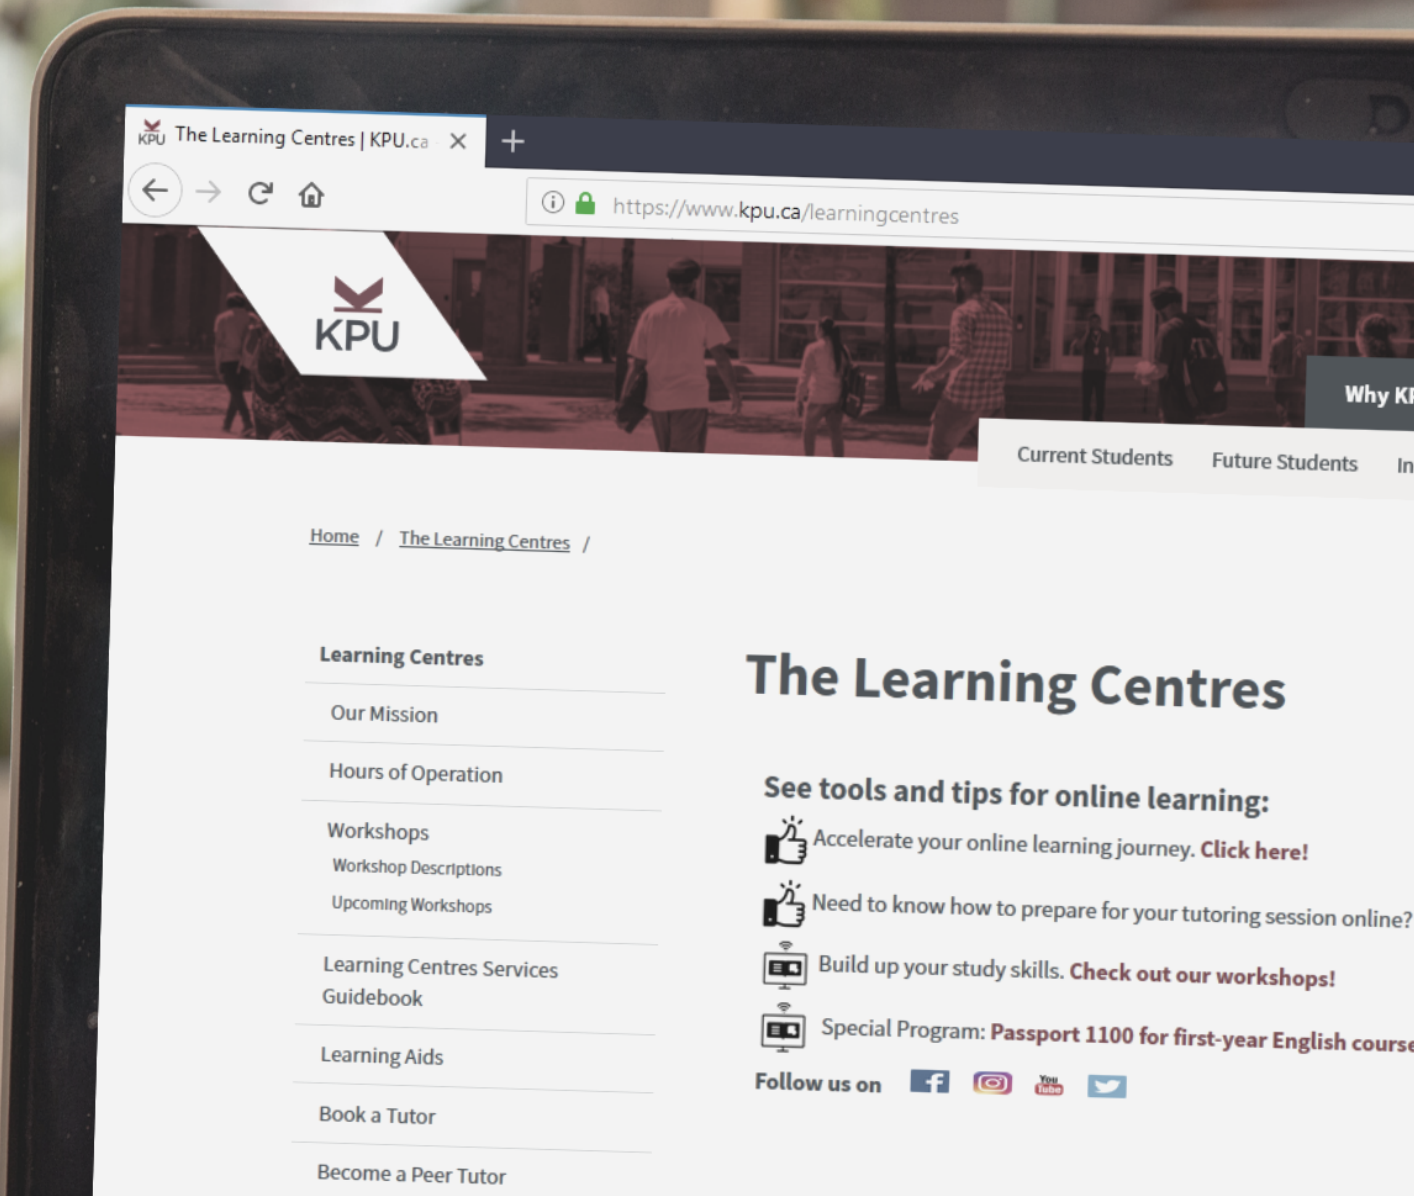 KPU The Learning Centres | KPU.ca
https://www.kpu.ca/learningcentres
KPU
Why
Current Students Future Students
Home / The Learning Centres /
Learning Centres
Our Mission
Hours of Operation
Workshops
Workshop Descriptions
Upcoming Workshops
Learning Centres Services
Guidebook
Learning Aids
Book a Tutor
Become a Peer Tutor
The Learning Centres
See tools and tips for online learning:
Accelerate your online learning journey. Click here!
Need to know how to prepare for your tutoring session online?
Build up your study skills. Check out our workshops!
Special Program: Passport 1100 for first-year English course
Follow us on
You
Tube